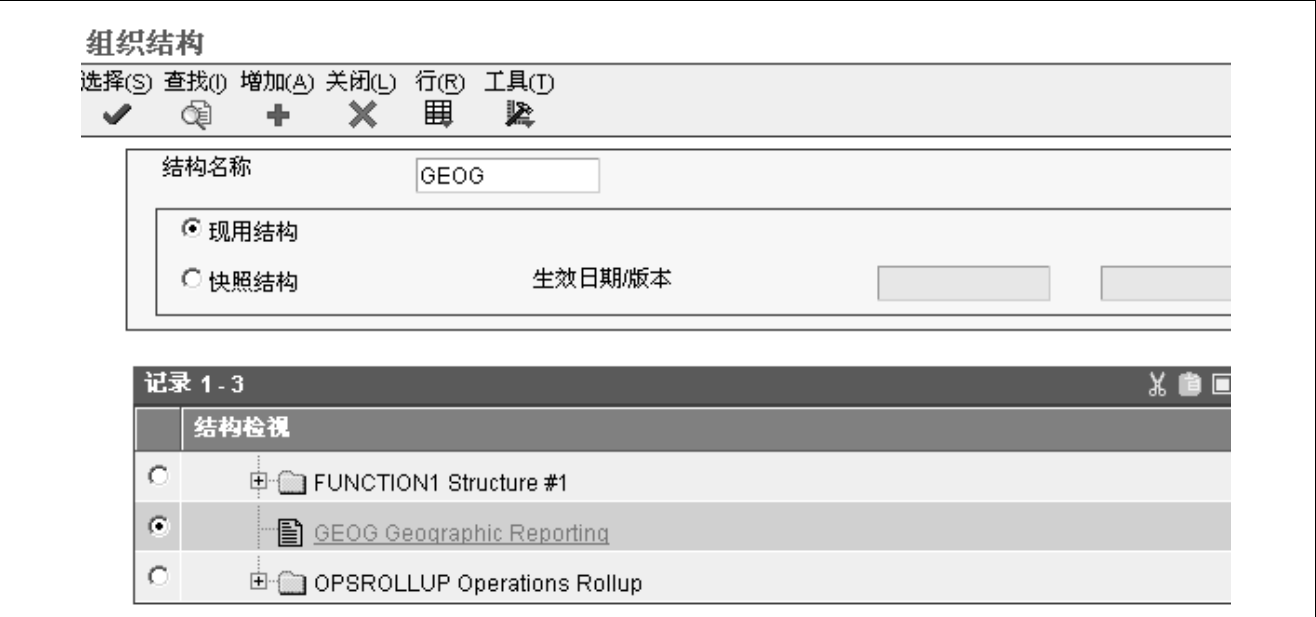 组织结构
选择(S) 查找(I) 增加(A) 关闭(L) 行(R) 工具(T)
结构名称 GEOG
现用结构
快照结构 生效日期/版本
记录 1 - 3
结构检视
FUNCTION1 Structure #1
GEOG Geographic Reporting
OPSROLLUP Operations Rollup